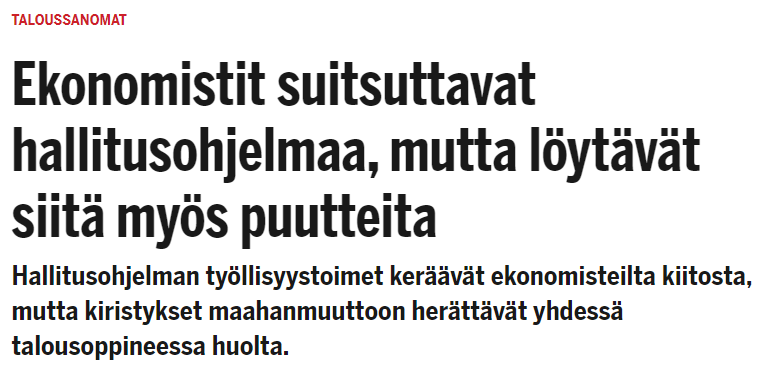 TALOUSSANOMAT
Ekonomistit suitsuttavat
hallitusohjelmaa, mutta löytävät
siitä myös puutteita
Hallitusohjelman työllisyystoimet keräävät ekonomisteilta kiitosta,
mutta kiristykset maahanmuuttoon herättävät yhdessä
talousoppineessa huolta.